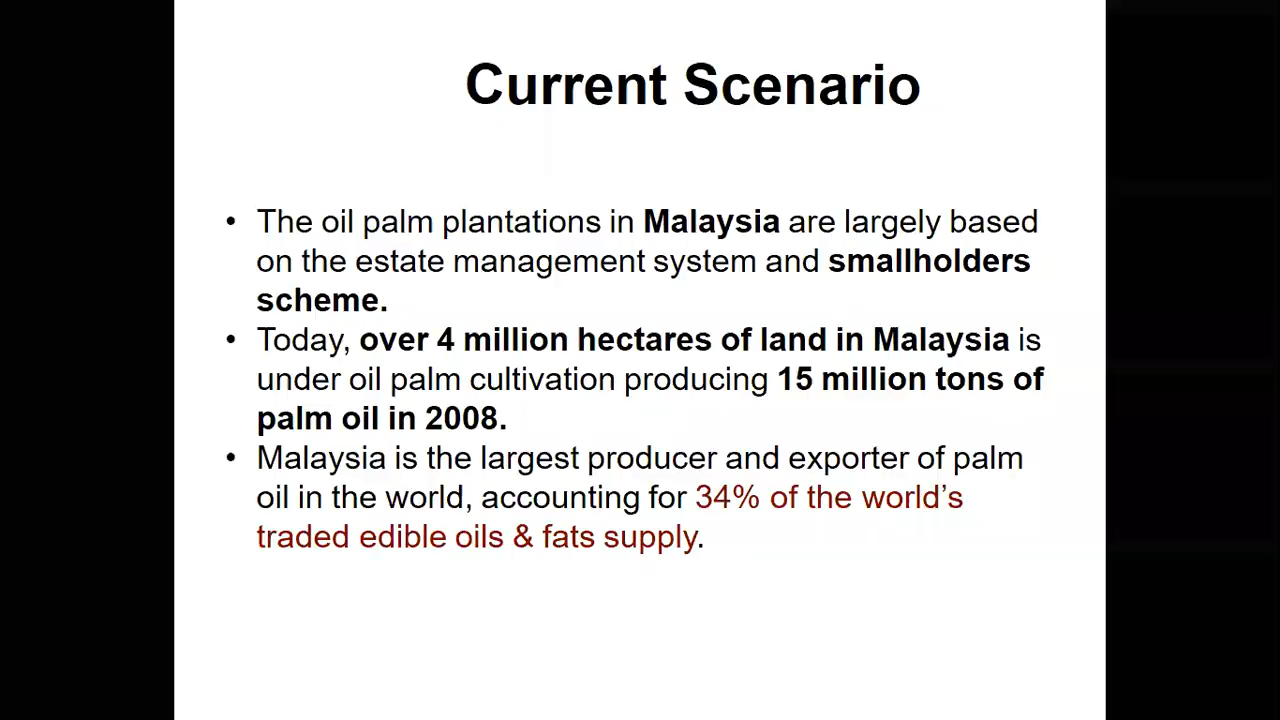 Current Scenario
• The oil palm plantations in Malaysia are largely based
on the estate management system and smallholders
scheme.
• Today, over 4 million hectares of land in Malaysia is
under oil palm cultivation producing 15 million tons of
palm oil in 2008.
• Malaysia is the largest producer and exporter of palm
oil in the world, accounting for 34% of the world’s
traded edible oils & fats supply.